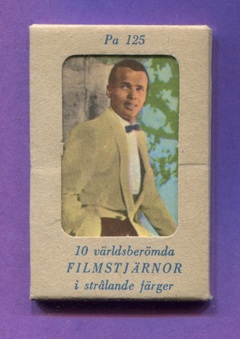 Pa 125
10 världsberömda
FILMSTJÄRNOR
i strålande färger